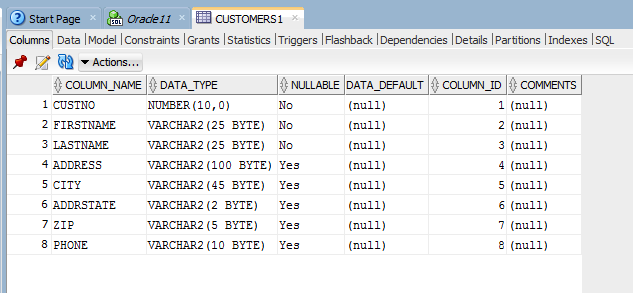 Start Page Oracle11 CUSTOMERS1
Columns Data Model Constraints Grants Statistics Triggers Flashback Dependencies Details Partitions Indexes SQL
Actions...
COLUMN_NAME DATA_TYPE NULLABLE DATA_DEFAULT COLUMN_ID COMMENTS
1 CUSTNO NUMBER(10,0) No (null) 1 (null)
2 FIRSTNAME VARCHAR2(25 BYTE) No (null) 2 (null)
3 LASTNAME VARCHAR2(25 BYTE) No (null) 3 (null)
4 ADDRESS VARCHAR2(100 BYTE) Yes (null) 4 (null)
5 CITY VARCHAR2(45 BYTE) Yes (null) 5 (null)
6 ADDRSTATE VARCHAR2(2 BYTE) Yes (null) 6 (null)
7 ZIP VARCHAR2(5 BYTE) Yes (null) 7 (null)
8 PHONE VARCHAR2(10 BYTE) Yes (null) 8 (null)